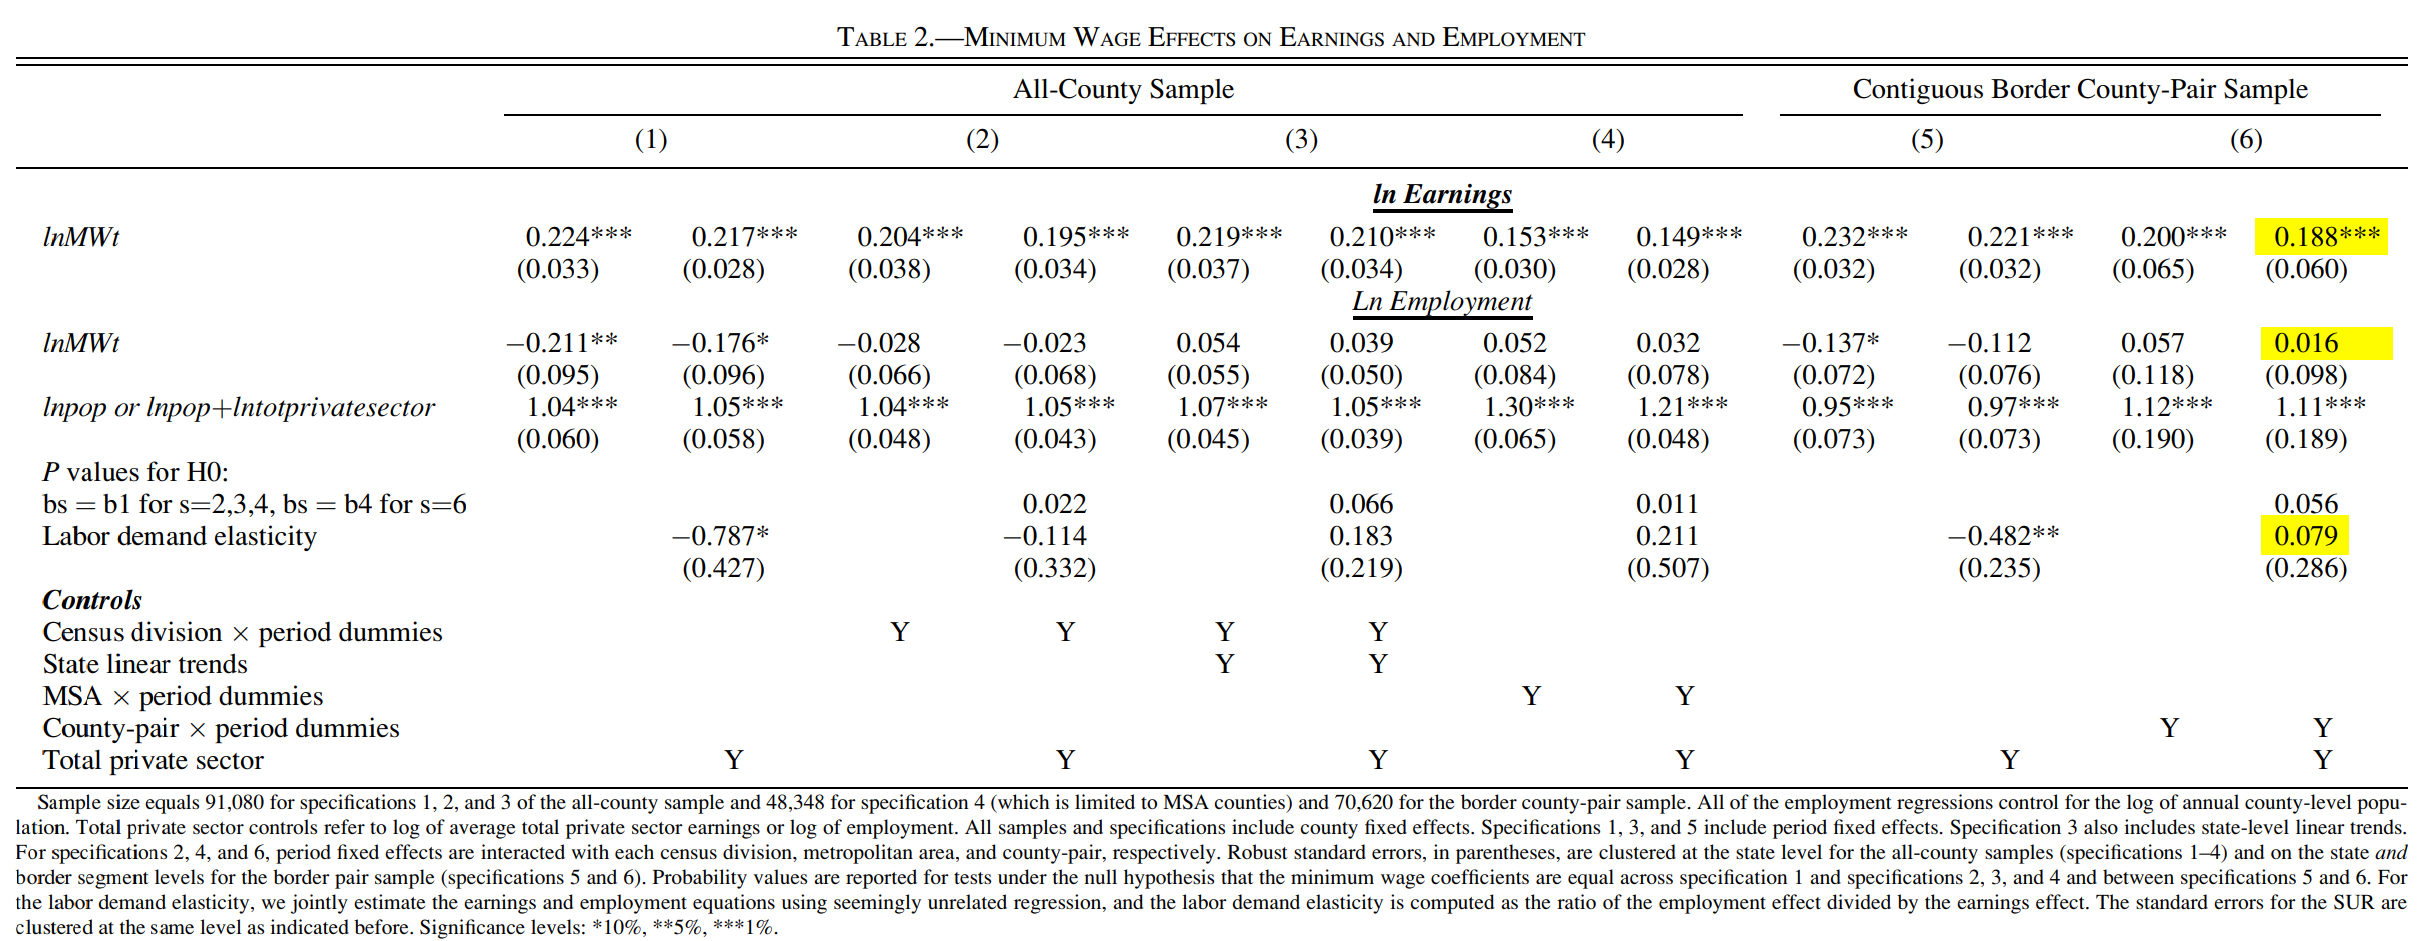 TABLE 2.—MINIMUM WAGE EFFECTS ON EARNINGS AND EMPLOYMENT
All-County Sample Contiguous Border County-Pair Sample
(1) (2) (3) (4) (5) (6)
ln Earnings
lnMWt 0.224*** 0.217*** 0.204*** 0.195*** 0.219*** 0.210*** 0.153*** 0.149*** 0.232*** 0.221*** 0.200*** 0.188***
(0.033) (0.028) (0.038) (0.034) (0.037) (0.034) (0.030) (0.028) (0.032) (0.032) (0.065) (0.060)
Ln Employment
lnMWt −0.211** −0.176* −0.028 −0.023 0.054 0.039 0.052 0.032 −0.137* −0.112 0.057 0.016
(0.095) (0.096) (0.066) (0.068) (0.055) (0.050) (0.084) (0.078) (0.072) (0.076) (0.118) (0.098)
lnpop or lnpop+lntotprivatesector 1.04*** 1.05*** 1.04*** 1.05*** 1.07*** 1.05*** 1.30*** 1.21*** 0.95*** 0.97*** 1.12*** 1.11***
(0.060) (0.058) (0.048) (0.043) (0.045) (0.039) (0.065) (0.048) (0.073) (0.073) (0.190) (0.189)
P values for H0:
bs = b1 for s=2,3,4, bs = b4 for s=6 0.022 0.066 0.011 0.056
Labor demand elasticity −0.787* −0.114 0.183 0.211 −0.482** 0.079
(0.427) (0.332) (0.219) (0.507) (0.235) (0.286)
Controls
Census division × period dummies Y Y Y Y
State linear trends Y Y
MSA × period dummies Y Y
County-pair × period dummies Y Y
Total private sector Y Y Y Y Y Y
Sample size equals 91,080 for specifications 1, 2, and 3 of the all-county sample and 48,348 for specification 4 (which is limited to MSA counties) and 70,620 for the border county-pair sample. All of the employment regressions control for the log of annual county-level popu-
lation. Total private sector controls refer to log of average total private sector earnings or log of employment. All samples and specifications include county fixed effects. Specifications 1, 3, and 5 include period fixed effects. Specification 3 also includes state-level linear trends.
For specifications 2, 4, and 6, period fixed effects are interacted with each census division, metropolitan area, and county-pair, respectively. Robust standard errors, in parentheses, are clustered at the state level for the all-county samples (specifications 1–4) and on the state and
border segment levels for the border pair sample (specifications 5 and 6). Probability values are reported for tests under the null hypothesis that the minimum wage coefficients are equal across specification 1 and specifications 2, 3, and 4 and between specifications 5 and 6. For
the labor demand elasticity, we jointly estimate the earnings and employment equations using seemingly unrelated regression, and the labor demand elasticity is computed as the ratio of the employment effect divided by the earnings effect. The standard errors for the SUR are
clustered at the same level as indicated before. Significance levels: *10%, **5%, ***1%.